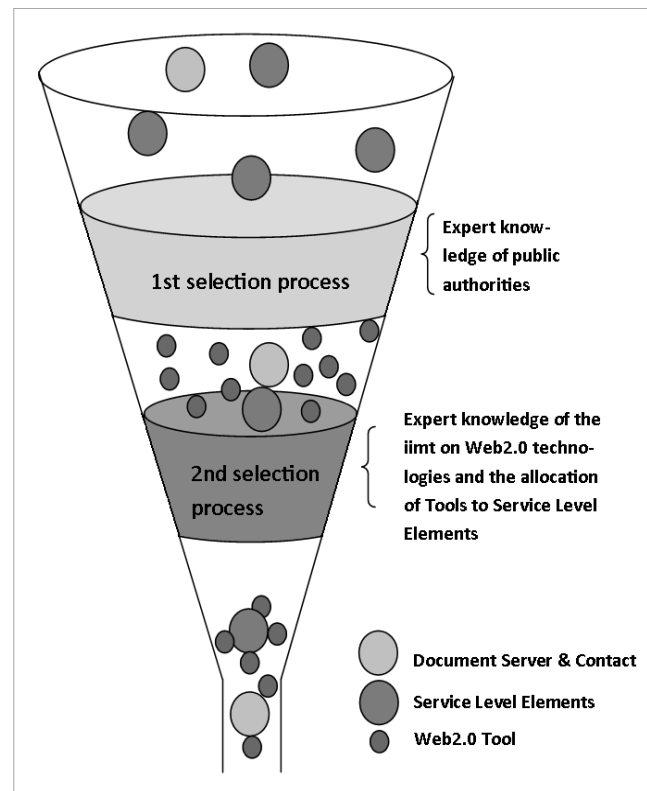 Expert know-
ledge of public
authorities
1st selection process
Expert knowledge of the
iimt on Web2.0 techno-
logies and the allocation
of Tools to Service Level
Elements
2nd selection
process
Document Server & Contact
Service Level Elements
Web2.0 Tool